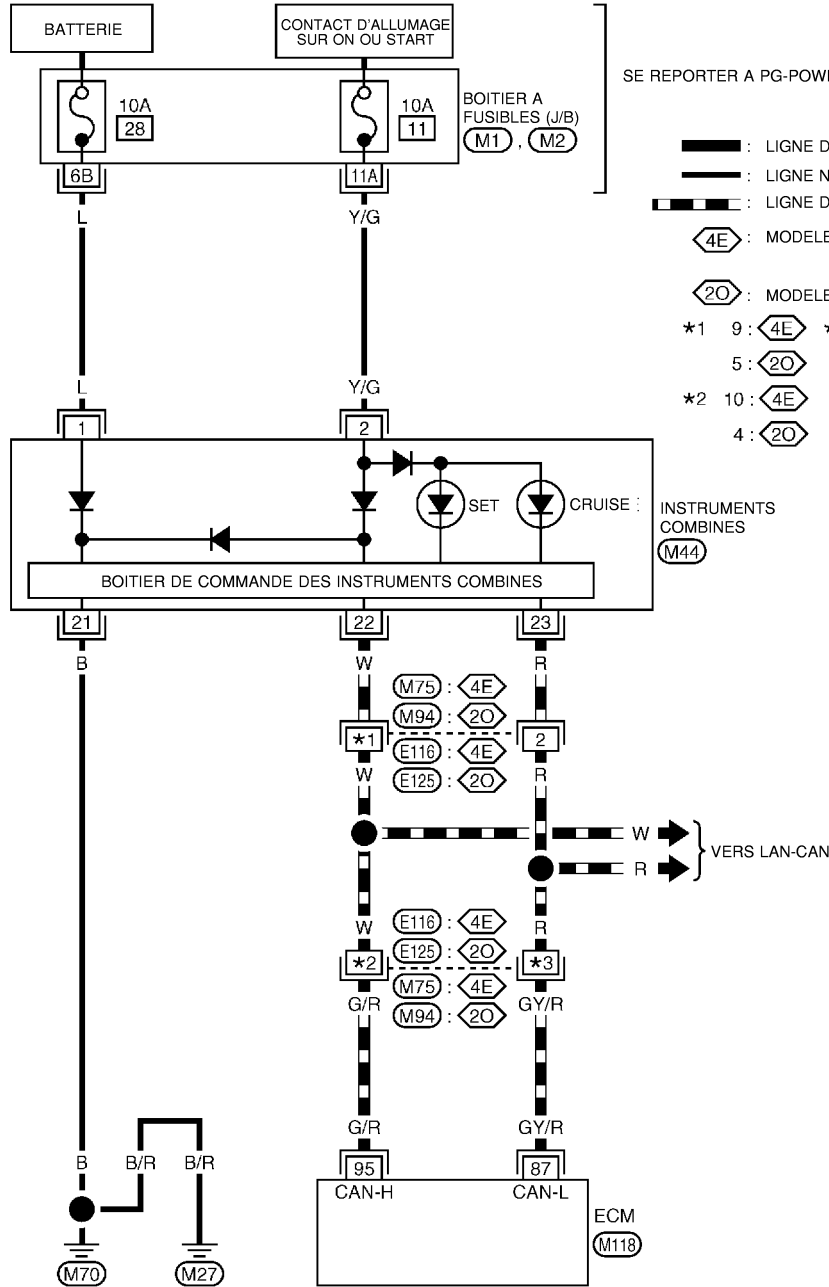 BATTERIE
CONTACT D'ALLUMAGE
SUR ON OU START
SE REPORTER A PG-POW
10A
28
10A
11
BOITIER A
FUSIBLES (J/B)
M1 , M2
6B
11A
L
Y/G
: LIGNE D
: LIGNE N
: LIGNE D
4E : MODELE
2O : MODELE
*1 9 : 4E *
5 : 2O
*2 10 : 4E
4 : 2O
L
Y/G
1
2
SET
CRUISE
INSTRUMENTS
COMBINES
M44
BOITIER DE COMMANDE DES INSTRUMENTS COMBINES
21
22
23
B
W
R
M75 : 4E
M94 : 2O
*1
2
E116 : 4E
E125 : 2O
W
R
W
R
VERS LAN-CAN
W
R
E116 : 4E
E125 : 2O
*2
*3
M75 : 4E
M94 : 2O
G/R
GY/R
G/R
GY/R
B
B/R
B/R
95
87
CAN-H
CAN-L
ECM
M118
M70
M27